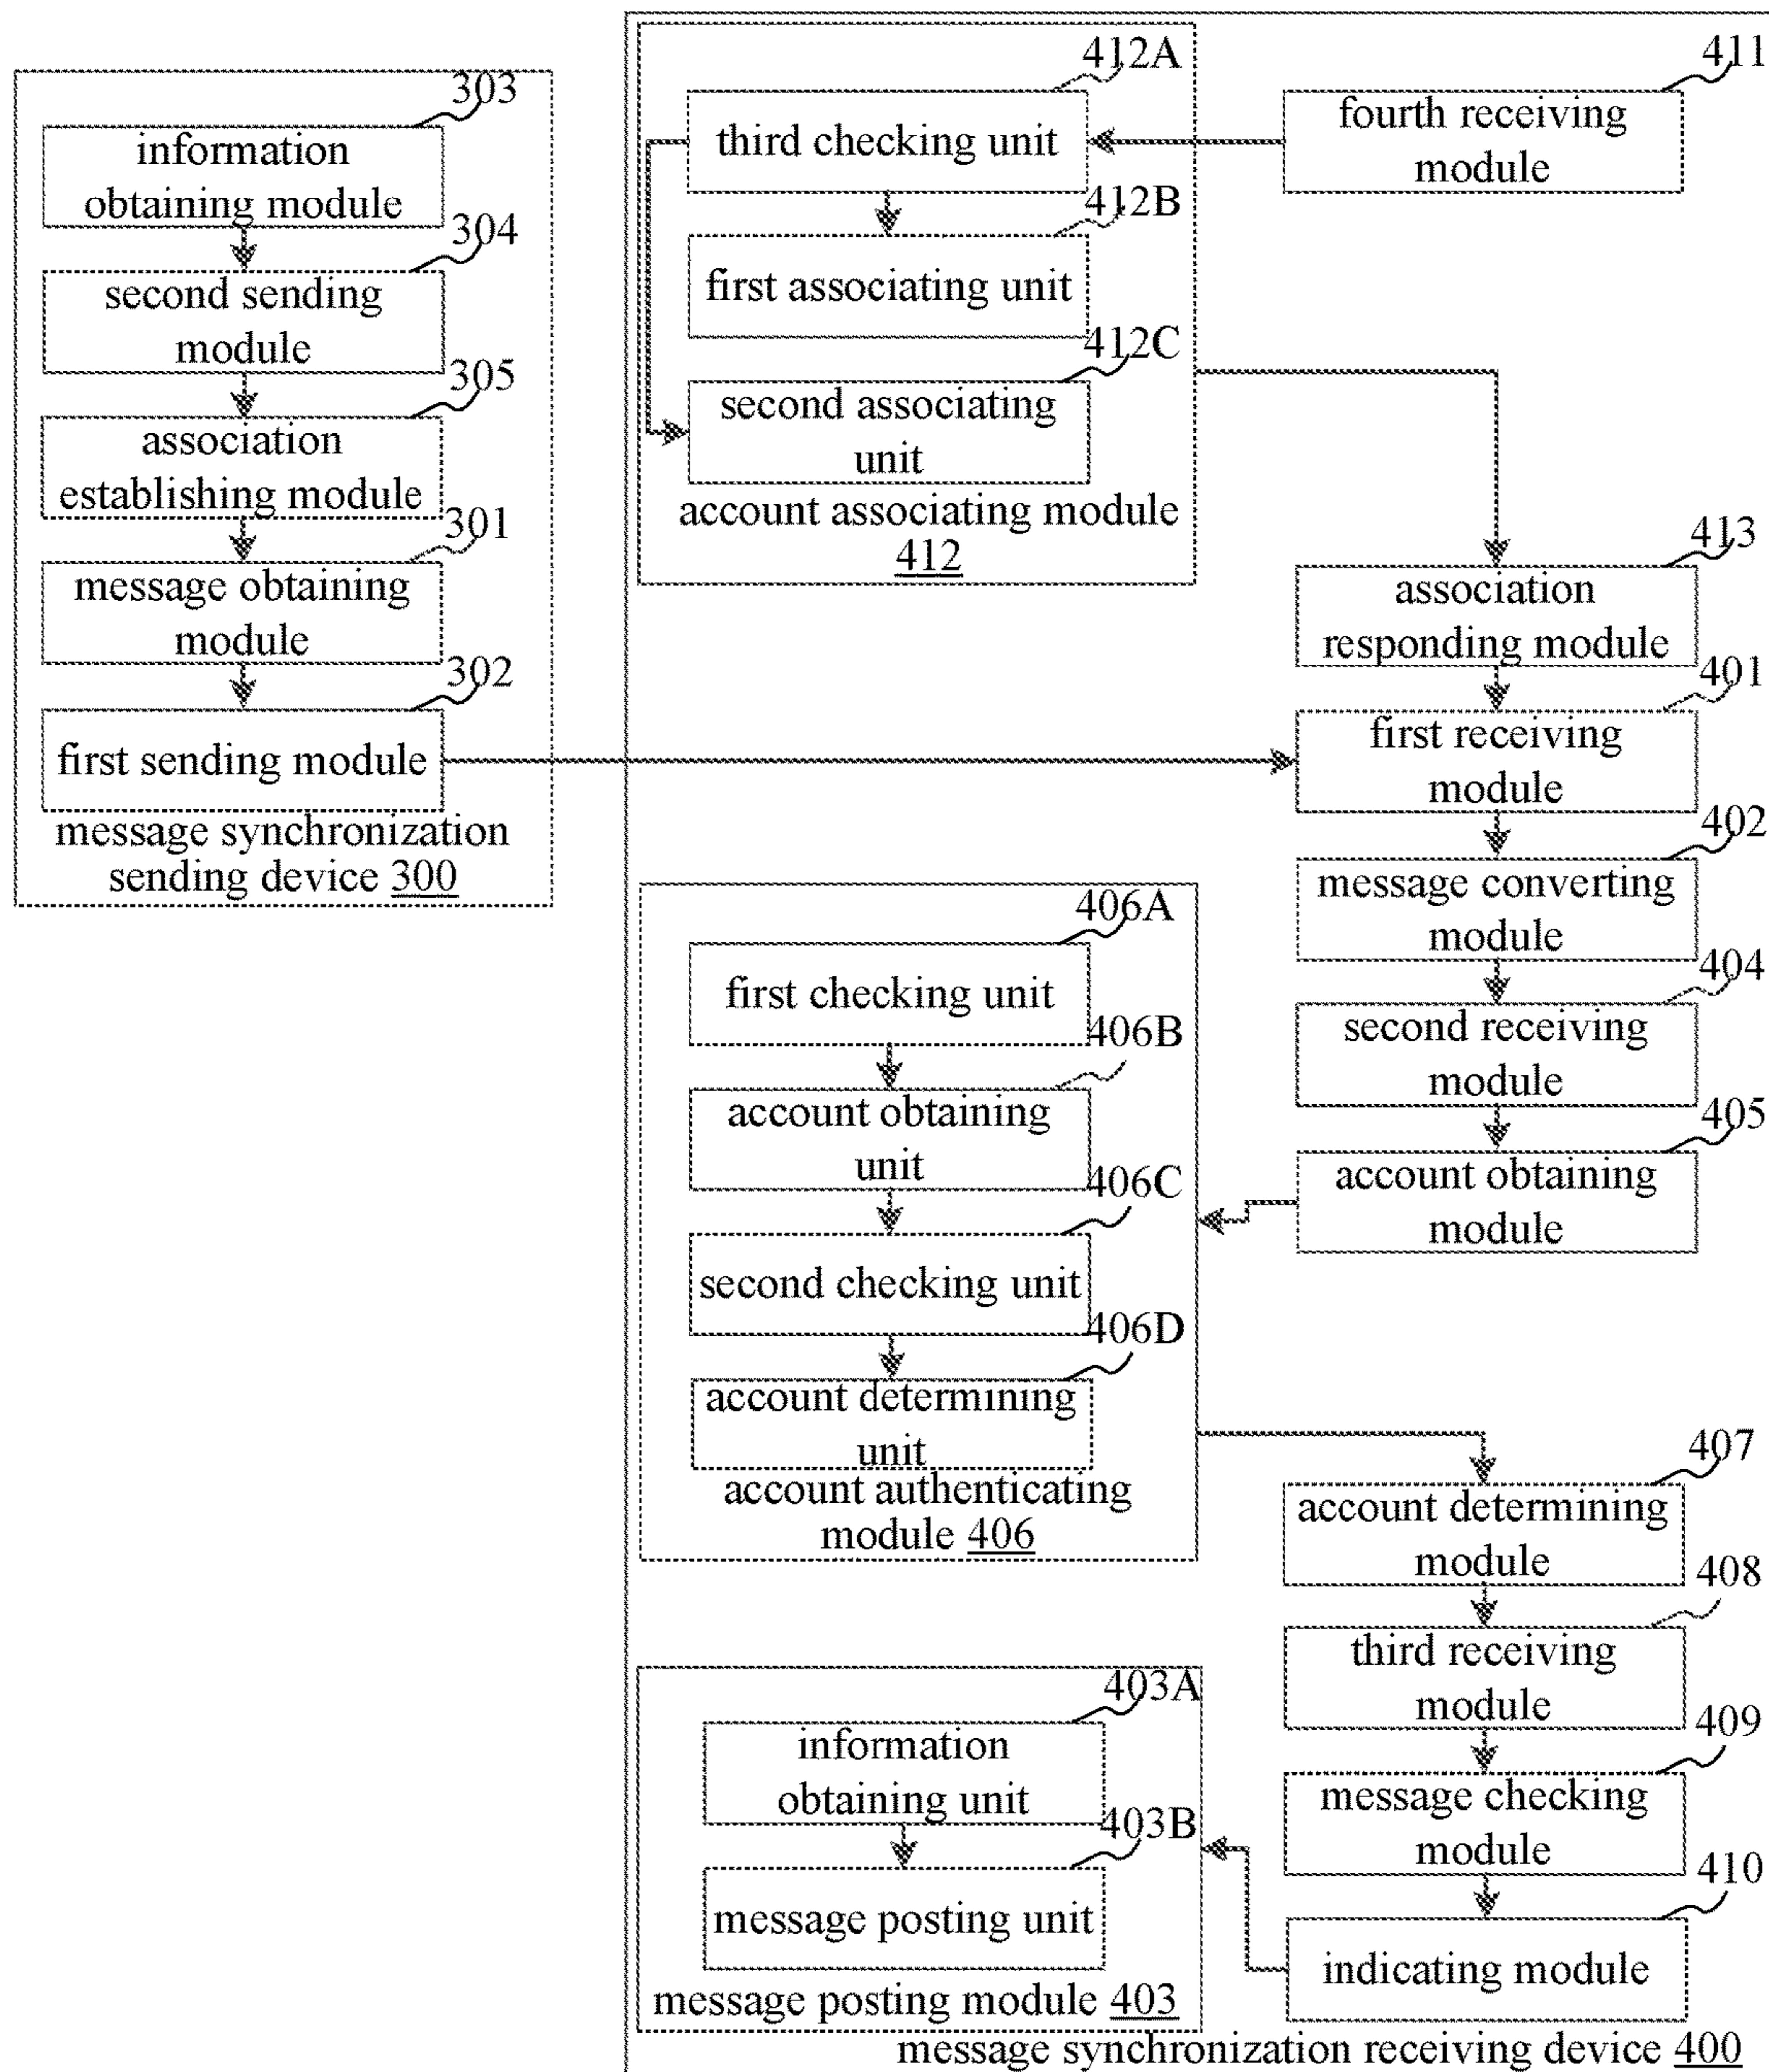 303
information
obtaining module
304
second sending
module
305
association
establishing module
301
message obtaining
module
302
first sending module
message synchronization
sending device 300
412A
third checking unit
412B
first associating unit
412C
second associating
unit
account associating module
412
411
fourth receiving
module
413
association
responding module
401
first receiving
module
402
message converting
module
404
second receiving
module
405
account obtaining
module
406A
first checking unit
406B
account obtaining
unit
406C
second checking unit
406D
account determining
unit
account authenticating
module 406
407
account determining
module
408
third receiving
module
409
message checking
module
410
indicating module
403A
information
obtaining unit
403B
message posting unit
message posting module 403
message synchronization receiving device 400